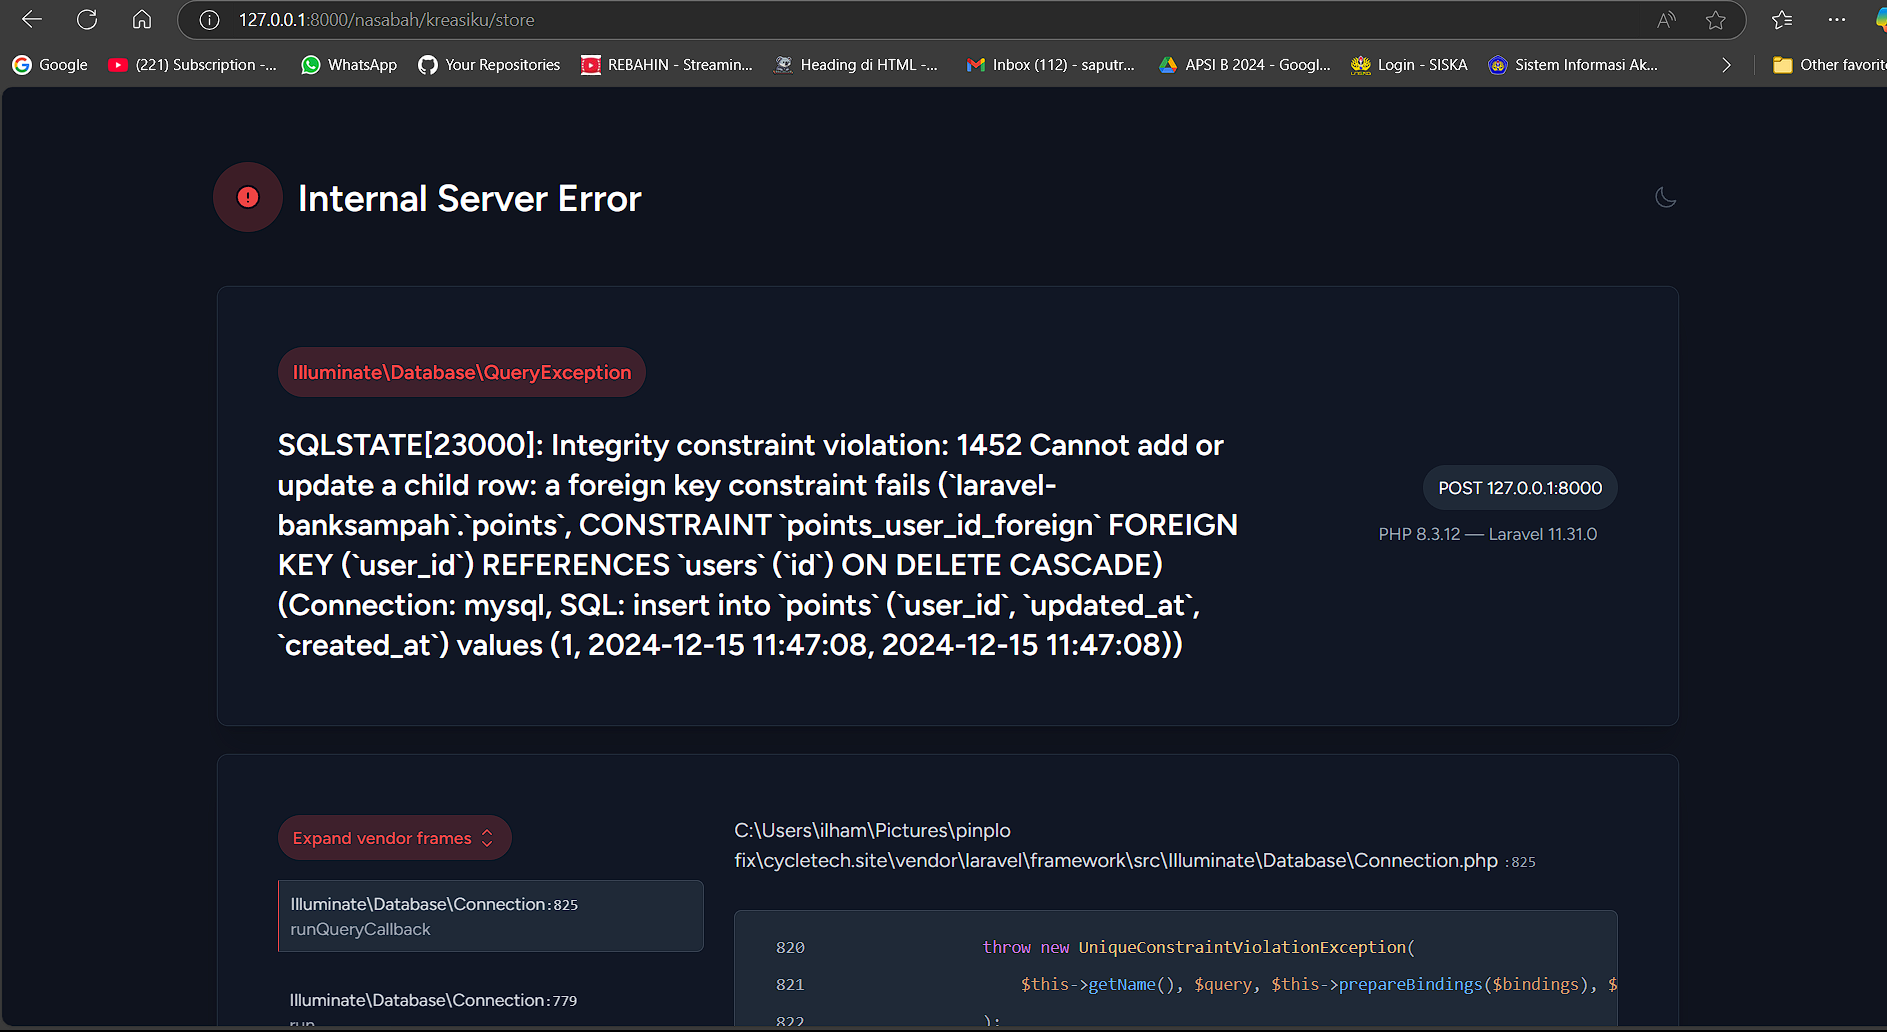 127.0.0.1:8000/nasabah/kreasiku/store
Google (221) Subscription -... WhatsApp Your Repositories REBAHIN - Streamin... Heading di HTML -... Inbox (112) - saputr... APSI B 2024 - Googl... Login - SISKA Sistem Informasi Ak... Other favorit
Internal Server Error
Illuminate\Database\QueryException
SQLSTATE[23000]: Integrity constraint violation: 1452 Cannot add or
update a child row: a foreign key constraint fails (`laravel-
banksampah`.`points`, CONSTRAINT `points_user_id_foreign` FOREIGN
KEY (`user_id`) REFERENCES `users` (`id`) ON DELETE CASCADE)
(Connection: mysql, SQL: insert into `points` (`user_id`, `updated_at`,
`created_at`) values (1, 2024-12-15 11:47:08, 2024-12-15 11:47:08))
POST 127.0.0.1:8000
PHP 8.3.12 — Laravel 11.31.0
Expand vendor frames
Illuminate\Database\Connection:825
runQueryCallback
Illuminate\Database\Connection:779
run
C:\Users\ilham\Pictures\pinplo
fix\cycletech.site\vendor\laravel\framework\src\Illuminate\Database\Connection.php :825
820 throw new UniqueConstraintViolationException(
821 $this->getName(), $query, $this->prepareBindings($bindings), $
822 );